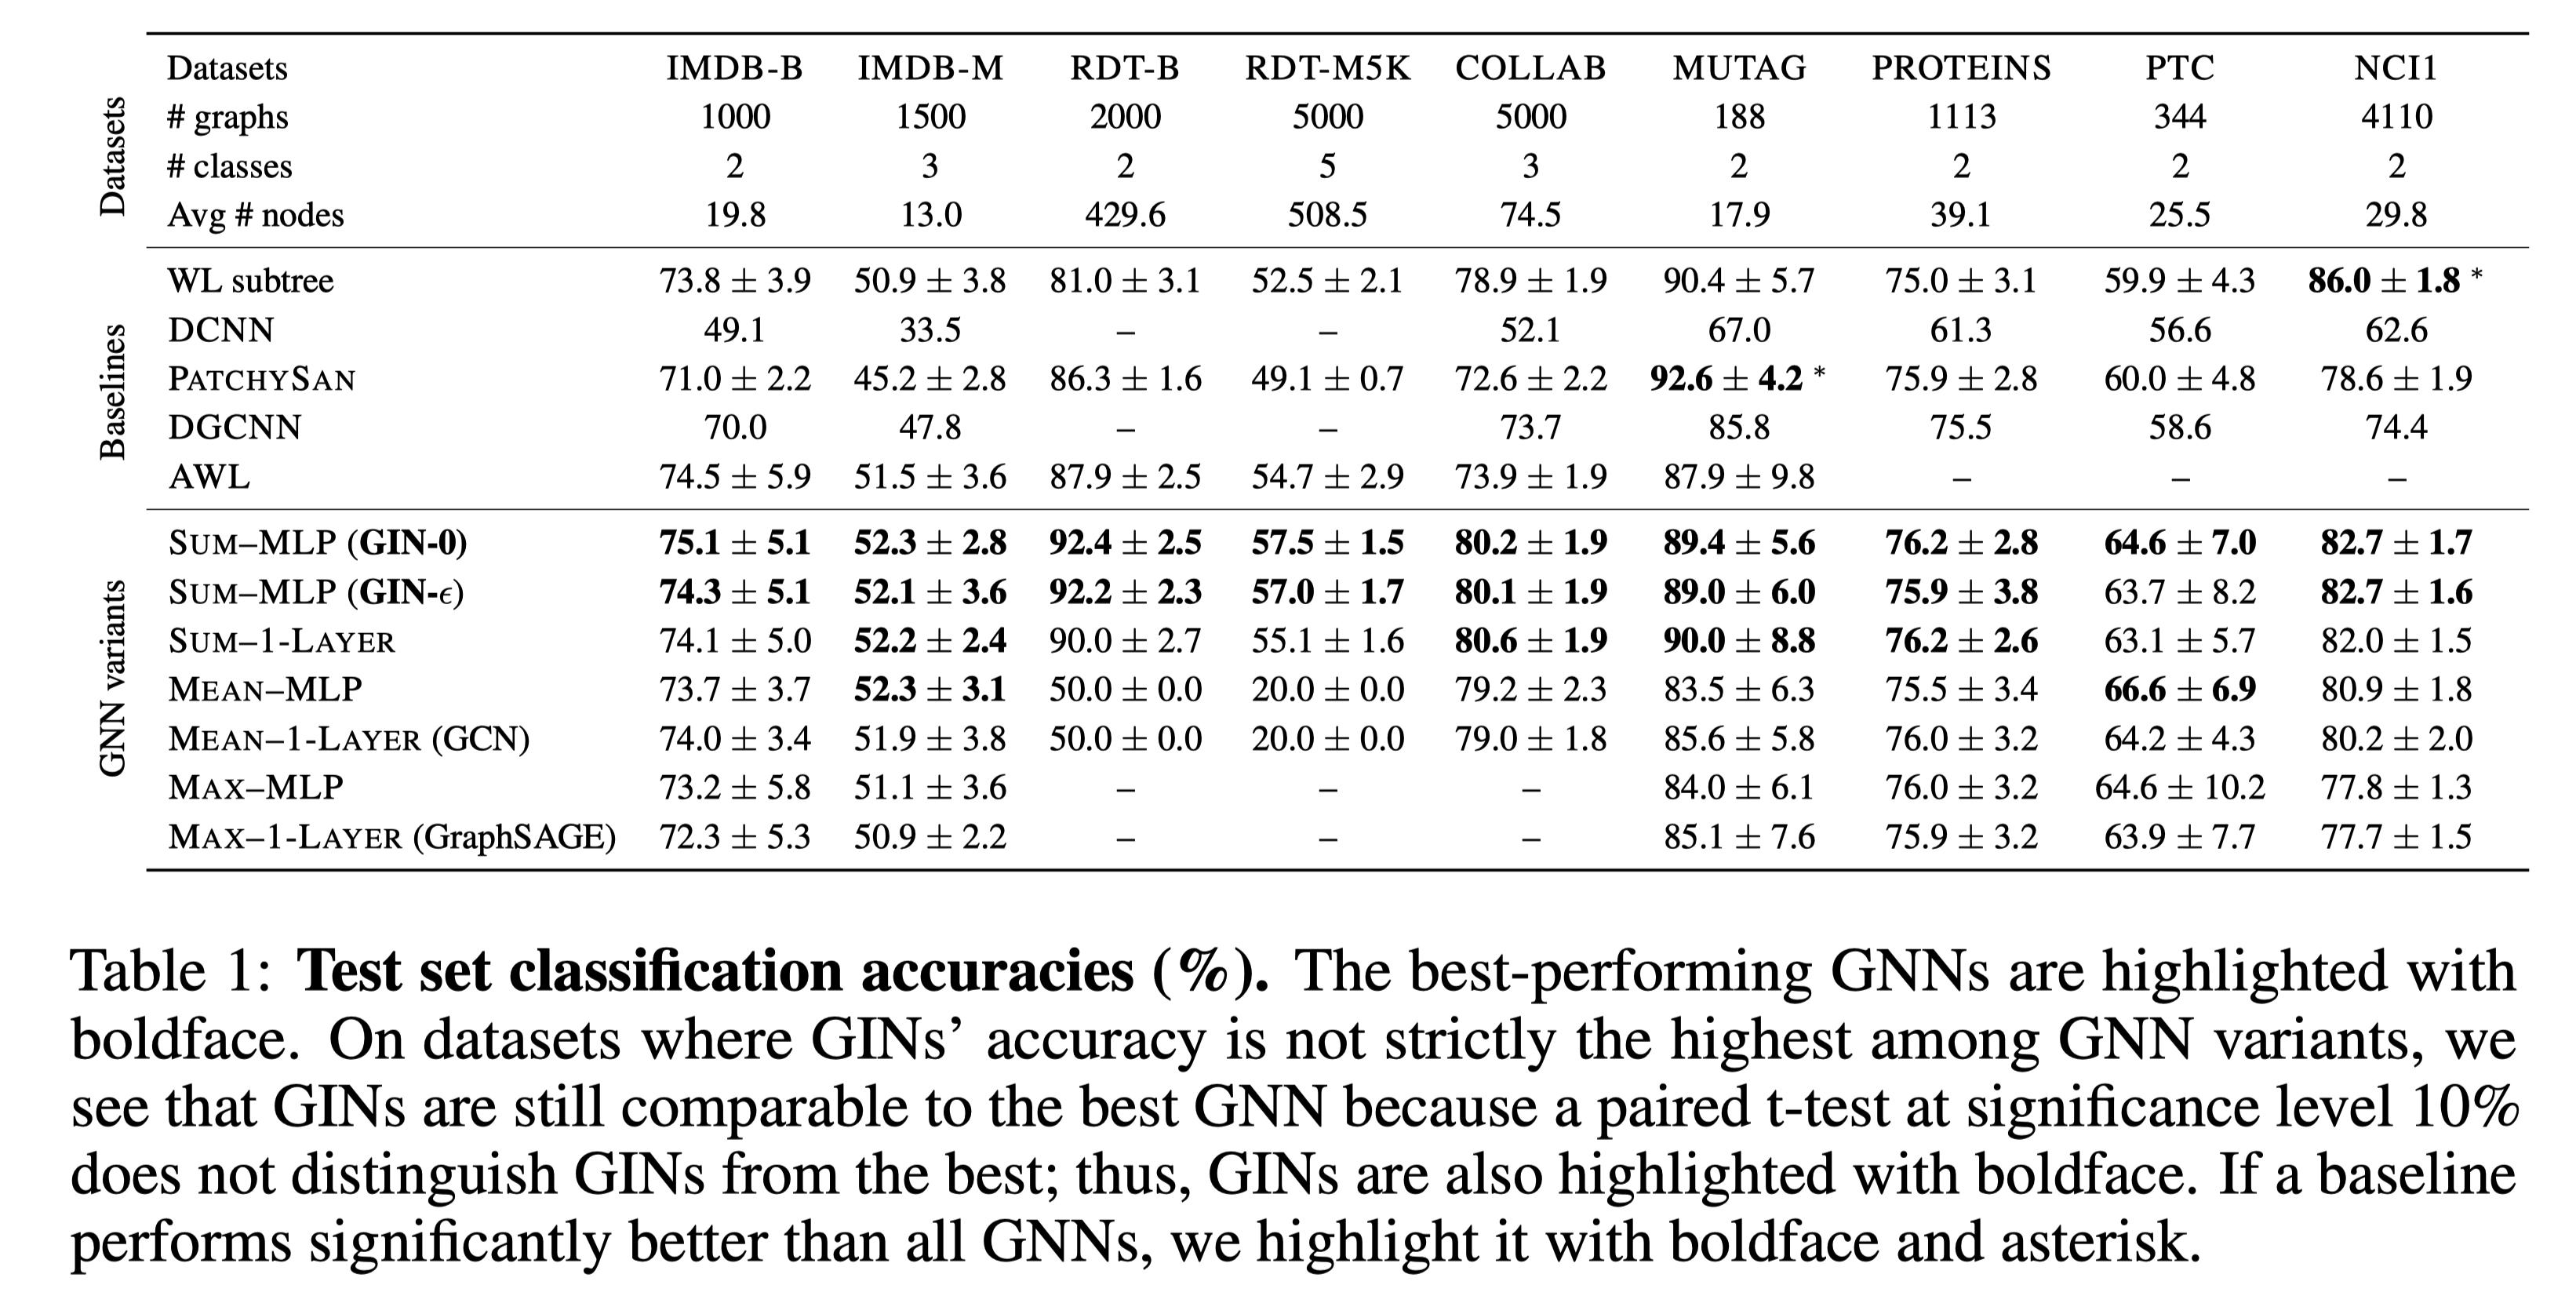 Datasets
Datasets IMDB-B IMDB-M RDT-B RDT-M5K COLLAB MUTAG PROTEINS PTC NCI1
# graphs 1000 1500 2000 5000 5000 188 1113 344 4110
# classes 2 3 2 5 3 2 2 2 2
Avg # nodes 19.8 13.0 429.6 508.5 74.5 17.9 39.1 25.5 29.8
Baselines
WL subtree 73.8 ± 3.9 50.9 ± 3.8 81.0 ± 3.1 52.5 ± 2.1 78.9 ± 1.9 90.4 ± 5.7 75.0 ± 3.1 59.9 ± 4.3 86.0 ± 1.8 *
DCNN 49.1 33.5 – – 52.1 67.0 61.3 56.6 62.6
PATCHYSAN 71.0 ± 2.2 45.2 ± 2.8 86.3 ± 1.6 49.1 ± 0.7 72.6 ± 2.2 92.6 ± 4.2 * 75.9 ± 2.8 60.0 ± 4.8 78.6 ± 1.9
DGCNN 70.0 47.8 – – 73.7 85.8 75.5 58.6 74.4
AWL 74.5 ± 5.9 51.5 ± 3.6 87.9 ± 2.5 54.7 ± 2.9 73.9 ± 1.9 87.9 ± 9.8 – – –
GNN variants
SUM–MLP (GIN-0) 75.1 ± 5.1 52.3 ± 2.8 92.4 ± 2.5 57.5 ± 1.5 80.2 ± 1.9 89.4 ± 5.6 76.2 ± 2.8 64.6 ± 7.0 82.7 ± 1.7
SUM–MLP (GIN-ϵ) 74.3 ± 5.1 52.1 ± 3.6 92.2 ± 2.3 57.0 ± 1.7 80.1 ± 1.9 89.0 ± 6.0 75.9 ± 3.8 63.7 ± 8.2 82.7 ± 1.6
SUM–1-LAYER 74.1 ± 5.0 52.2 ± 2.4 90.0 ± 2.7 55.1 ± 1.6 80.6 ± 1.9 90.0 ± 8.8 76.2 ± 2.6 63.1 ± 5.7 82.0 ± 1.5
MEAN–MLP 73.7 ± 3.7 52.3 ± 3.1 50.0 ± 0.0 20.0 ± 0.0 79.2 ± 2.3 83.5 ± 6.3 75.5 ± 3.4 66.6 ± 6.9 80.9 ± 1.8
MEAN–1-LAYER (GCN) 74.0 ± 3.4 51.9 ± 3.8 50.0 ± 0.0 20.0 ± 0.0 79.0 ± 1.8 85.6 ± 5.8 76.0 ± 3.2 64.2 ± 4.3 80.2 ± 2.0
MAX–MLP 73.2 ± 5.8 51.1 ± 3.6 – – – 84.0 ± 6.1 76.0 ± 3.2 64.6 ± 10.2 77.8 ± 1.3
MAX–1-LAYER (GraphSAGE) 72.3 ± 5.3 50.9 ± 2.2 – – – 85.1 ± 7.6 75.9 ± 3.2 63.9 ± 7.7 77.7 ± 1.5
Table 1: Test set classification accuracies (%). The best-performing GNNs are highlighted with
boldface. On datasets where GINs’ accuracy is not strictly the highest among GNN variants, we
see that GINs are still comparable to the best GNN because a paired t-test at significance level 10%
does not distinguish GINs from the best; thus, GINs are also highlighted with boldface. If a baseline
performs significantly better than all GNNs, we highlight it with boldface and asterisk.